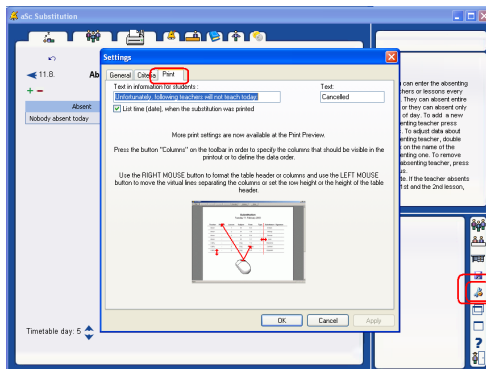 aSc Substitution
11.8.
Ab
Absent
Nobody absent today
Timetable day: 5
Settings
General
Criteria
Print
Text in information for students :
Text:
Unfortunately, following teachers will not teach today:
Cancelled
List time (date), when the substitution was printed
More print settings are now available at the Print Preview.
Press the button "Columns" on the toolbar in order to specify the columns that should be visible in the
printout or to define the data order.
Use the RIGHT MOUSE button to format the table header or columns and use the LEFT MOUSE
button to move the virtual lines separating the columns or set the row height or the height of the table
header.
OK
Cancel
Apply
can enter the absenting
chers or lessons every
. They can absent entire
or they can absent only
of day. To add a new
enting teacher press
. To adjust data about
enting teacher, double
on the name of the
enting one. To remove
absenting teacher, press
us.
te. If the teacher absents
1st and the 2nd lesson,